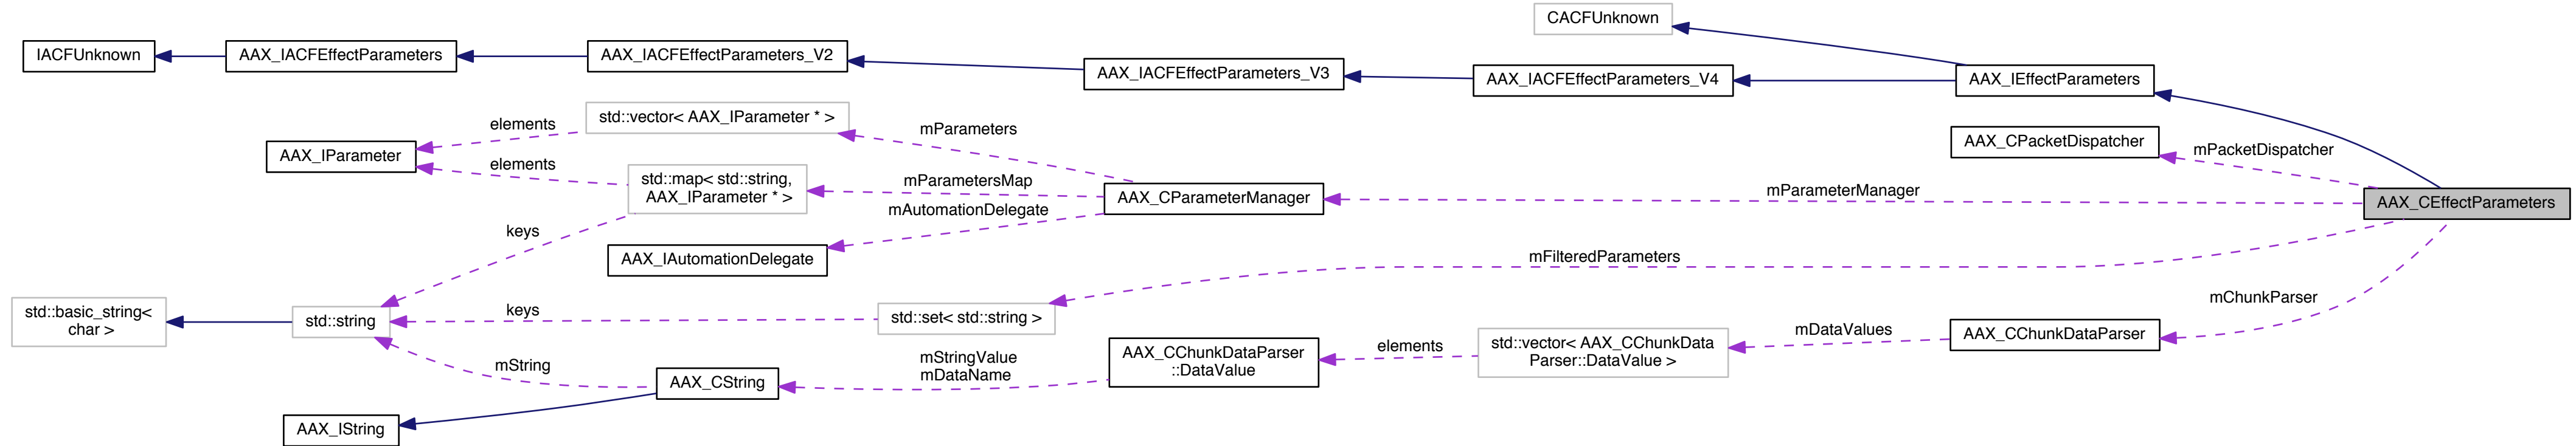 CACFUnknown
IACFUnknown
AAX_IACFEffectParameters
AAX_IACFEffectParameters_V2
AAX_IACFEffectParameters_V3
AAX_IACFEffectParameters_V4
AAX_IEffectParameters
std::vector< AAX_IParameter * >
elements
mParameters
AAX_CPacketDispatcher
mPacketDispatcher
AAX_IParameter
elements
std::map< std::string,
AAX_IParameter * >
mParametersMap
AAX_CParameterManager
mParameterManager
AAX_CEffectParameters
mAutomationDelegate
keys
AAX_IAutomationDelegate
mFilteredParameters
mChunkParser
std::basic_string<
char >
std::string
keys
std::set< std::string >
mStringValue
mDataName
AAX_CChunkDataParser
::DataValue
elements
std::vector< AAX_CChunkData
Parser::DataValue >
mDataValues
AAX_CChunkDataParser
mString
AAX_CString
AAX_IString